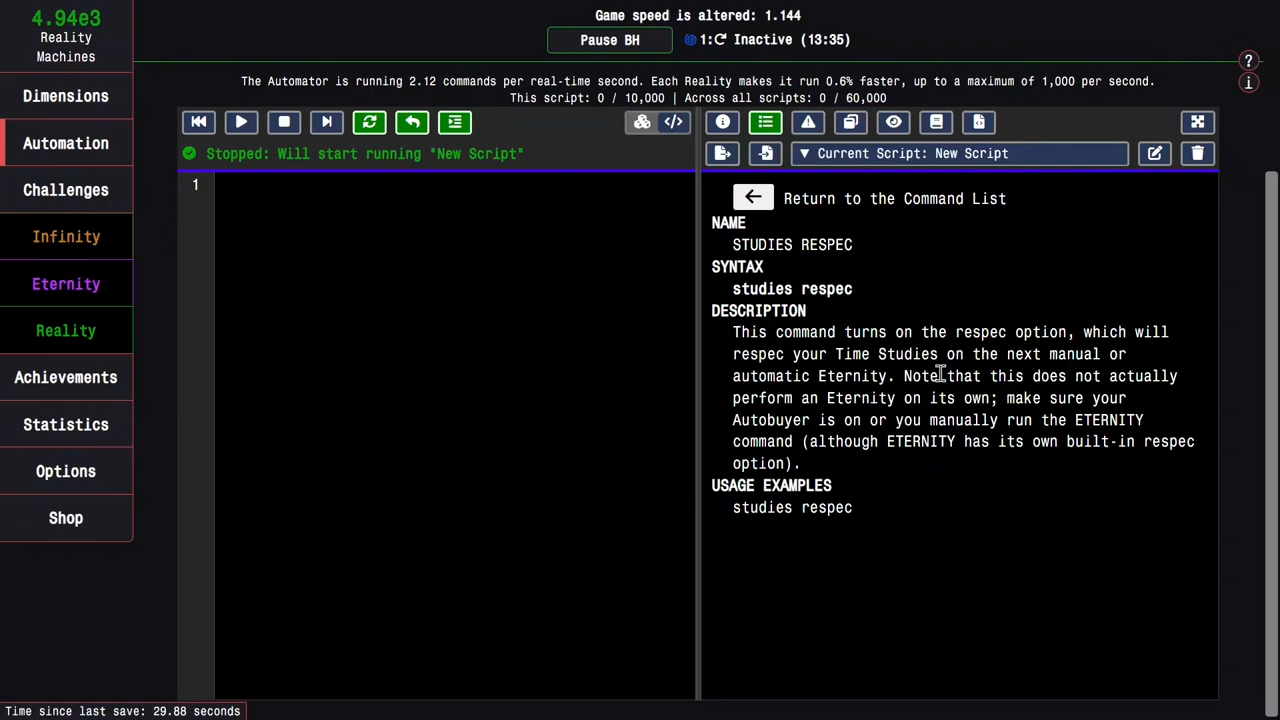 4.94e3
Reality
Machines
Game speed is altered: 1.144
Pause BH
1: Inactive (13:35)
?
i
The Automator is running 2.12 commands per real-time second. Each Reality makes it run 0.6% faster, up to a maximum of 1,000 per second.
This script: 0 / 10,000 | Across all scripts: 0 / 60,000
Dimensions
Automation
Challenges
Infinity
Eternity
Reality
Achievements
Statistics
Options
Shop
Stopped: Will start running "New Script"
1
▼ Current Script: New Script
← Return to the Command List
NAME
STUDIES RESPEC
SYNTAX
studies respec
DESCRIPTION
This command turns on the respec option, which will
respec your Time Studies on the next manual or
automatic Eternity. Note that this does not actually
perform an Eternity on its own; make sure your
Autobuyer is on or you manually run the ETERNITY
command (although ETERNITY has its own built-in respec
option).
USAGE EXAMPLES
studies respec
Time since last save: 29.88 seconds